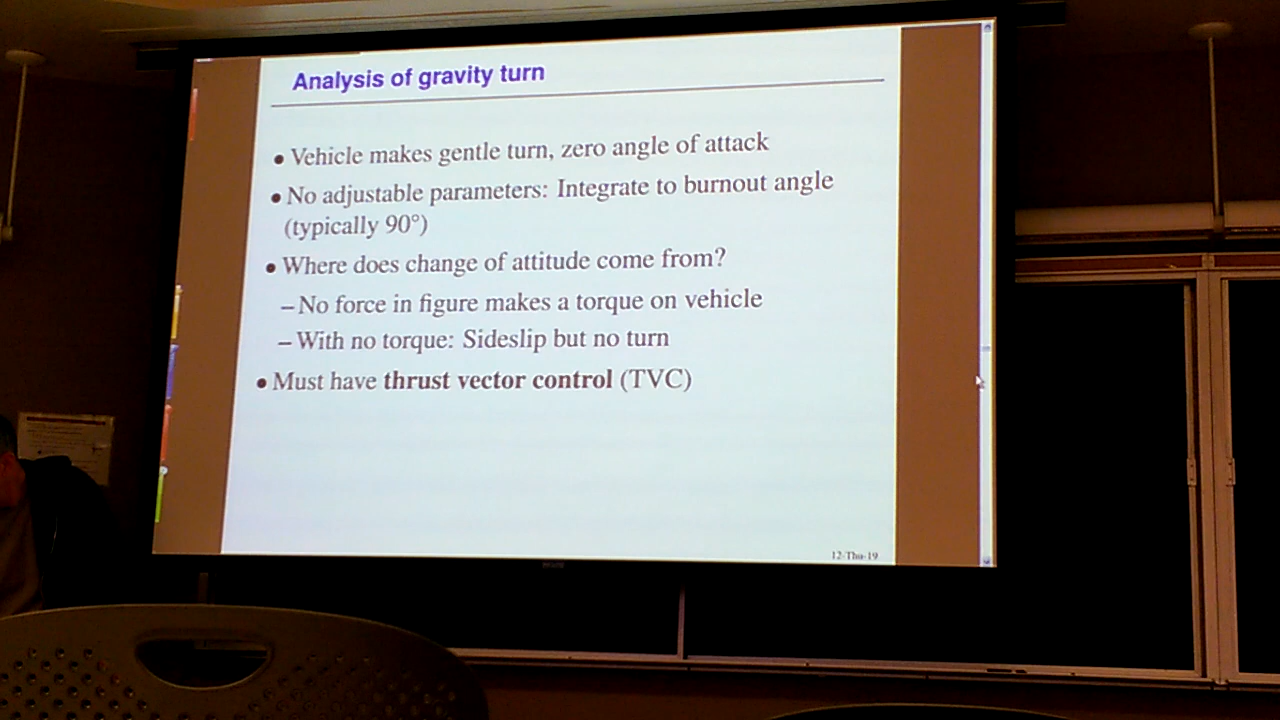 Analysis of gravity turn
• Vehicle makes gentle turn, zero angle of attack
• No adjustable parameters: Integrate to burnout angle
(typically 90°)
• Where does change of attitude come from?
– No force in figure makes a torque on vehicle
– With no torque: Sideslip but no turn
• Must have thrust vector control (TVC)
12-Thu-19